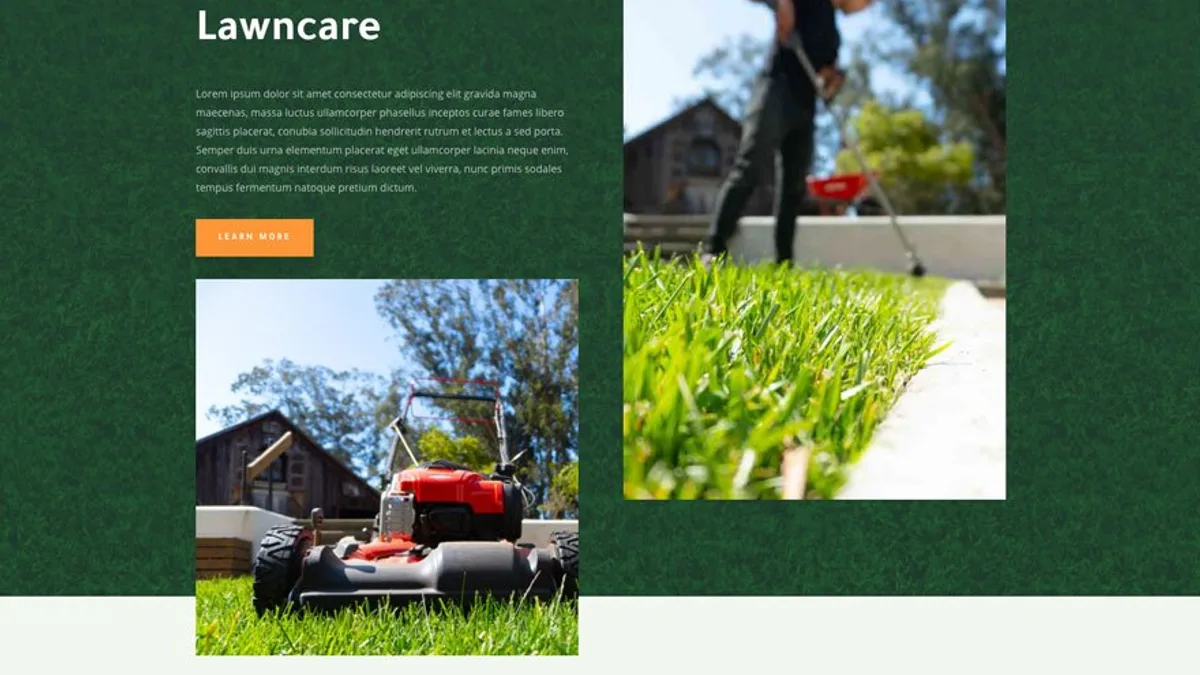 Lawncare
Lorem ipsum dolor sit amet consectetur adipiscing elit gravida magna
maecenas, massa luctus ullamcorper phasellus inceptos curae fames libero
sagittis placerat, conubia sollicitudin hendrerit rutrum et lectus a sed porta.
Semper duis urna elementum placerat eget ullamcorper lacinia neque enim,
convallis dui magnis interdum risus laoreet vel viverra, nunc primis sodales
tempus fermentum natoque pretium dictum.
LEARN MORE